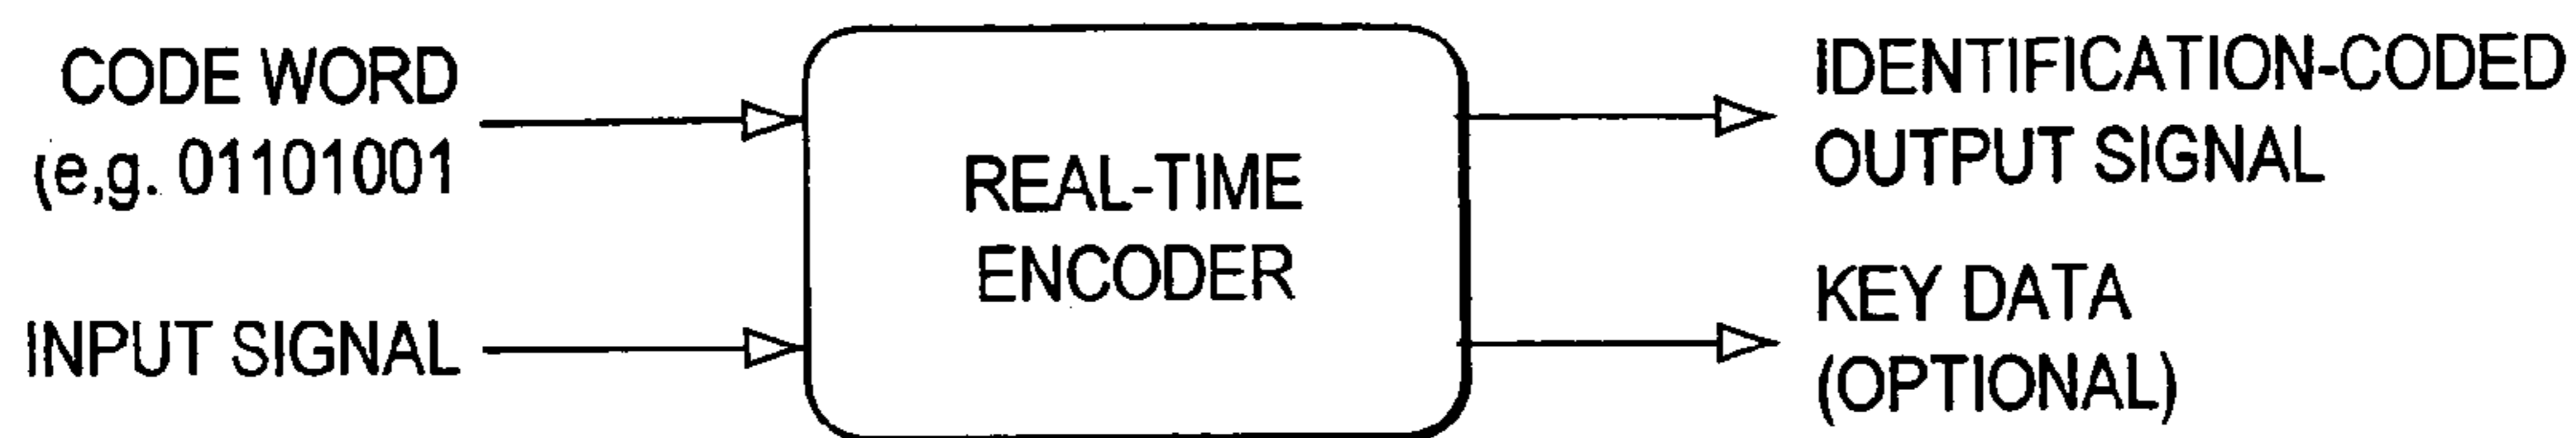 CODE WORD
(e,g. 01101001
INPUT SIGNAL
REAL-TIME
ENCODER
IDENTIFICATION-CODED
OUTPUT SIGNAL
KEY DATA
(OPTIONAL)